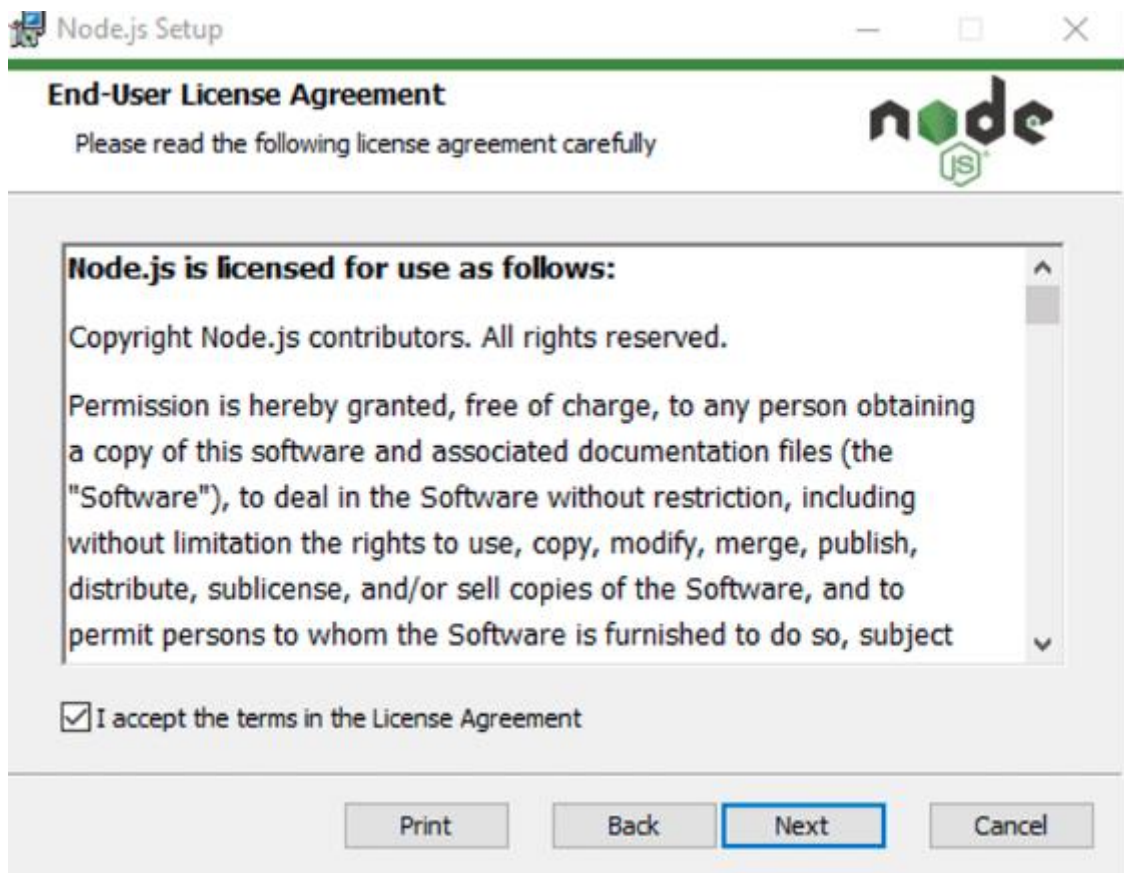 Node.js Setup
End-User License Agreement
Please read the following license agreement carefully
node
JS
Node.js is licensed for use as follows:
Copyright Node.js contributors. All rights reserved.
Permission is hereby granted, free of charge, to any person obtaining
a copy of this software and associated documentation files (the
"Software"), to deal in the Software without restriction, including
without limitation the rights to use, copy, modify, merge, publish,
distribute, sublicense, and/or sell copies of the Software, and to
permit persons to whom the Software is furnished to do so, subject
I accept the terms in the License Agreement
Print Back Next Cancel